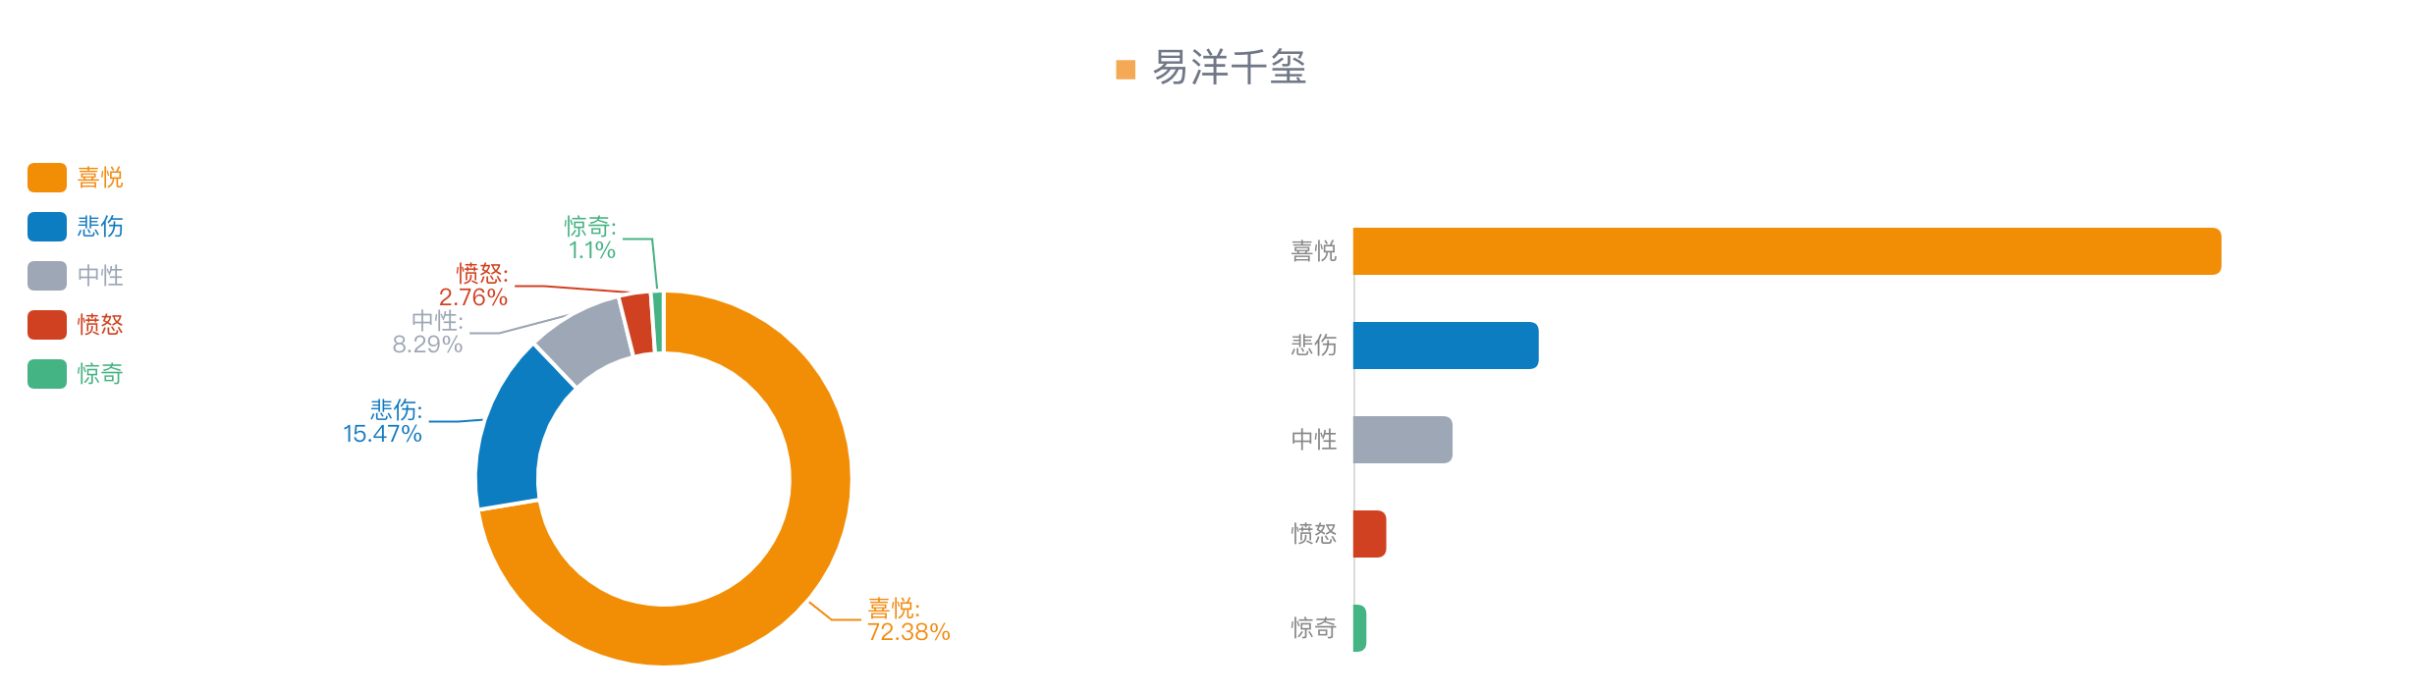 易洋千玺
喜悦
悲伤
中性
愤怒
惊奇
惊奇:
1.1%
愤怒:
2.76%
中性:
8.29%
悲伤:
15.47%
喜悦:
72.38%
喜悦
悲伤
中性
愤怒
惊奇